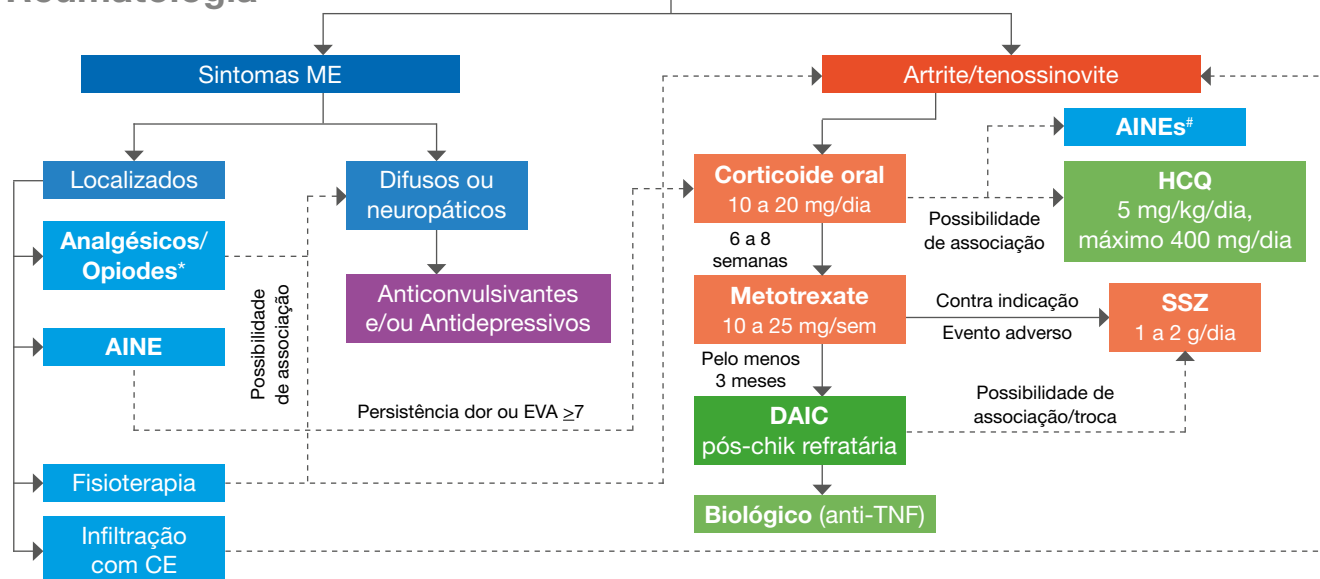 Reumatologia
Sintomas ME
Artrite/tenossinovite
AINEs#
Localizados
Difusos ou
neuropáticos
Corticoide oral
10 a 20 mg/dia
Possibilidade
de associação
HCQ
5 mg/kg/dia,
máximo 400 mg/dia
Analgésicos/
Opiodes*
Possibilidade
de associação
Anticonvulsivantes
e/ou Antidepressivos
6 a 8
semanas
Metotrexate
10 a 25 mg/sem
Contra indicação
Evento adverso
SSZ
1 a 2 g/dia
AINE
Pelo menos
3 meses
Persistência dor ou EVA ≥7
DAIC
pós-chik refratária
Possibilidade de
associação/troca
Fisioterapia
Biológico (anti-TNF)
Infiltração
com CE